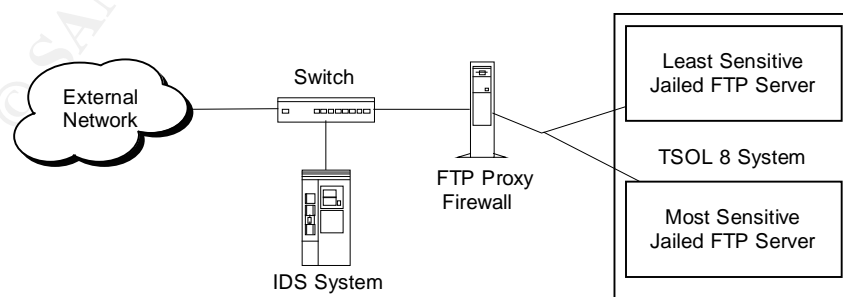 © SA
External
Network
Switch
IDS System
FTP Proxy
Firewall
Least Sensitive
Jailed FTP Server
TSOL 8 System
Most Sensitive
Jailed FTP Server